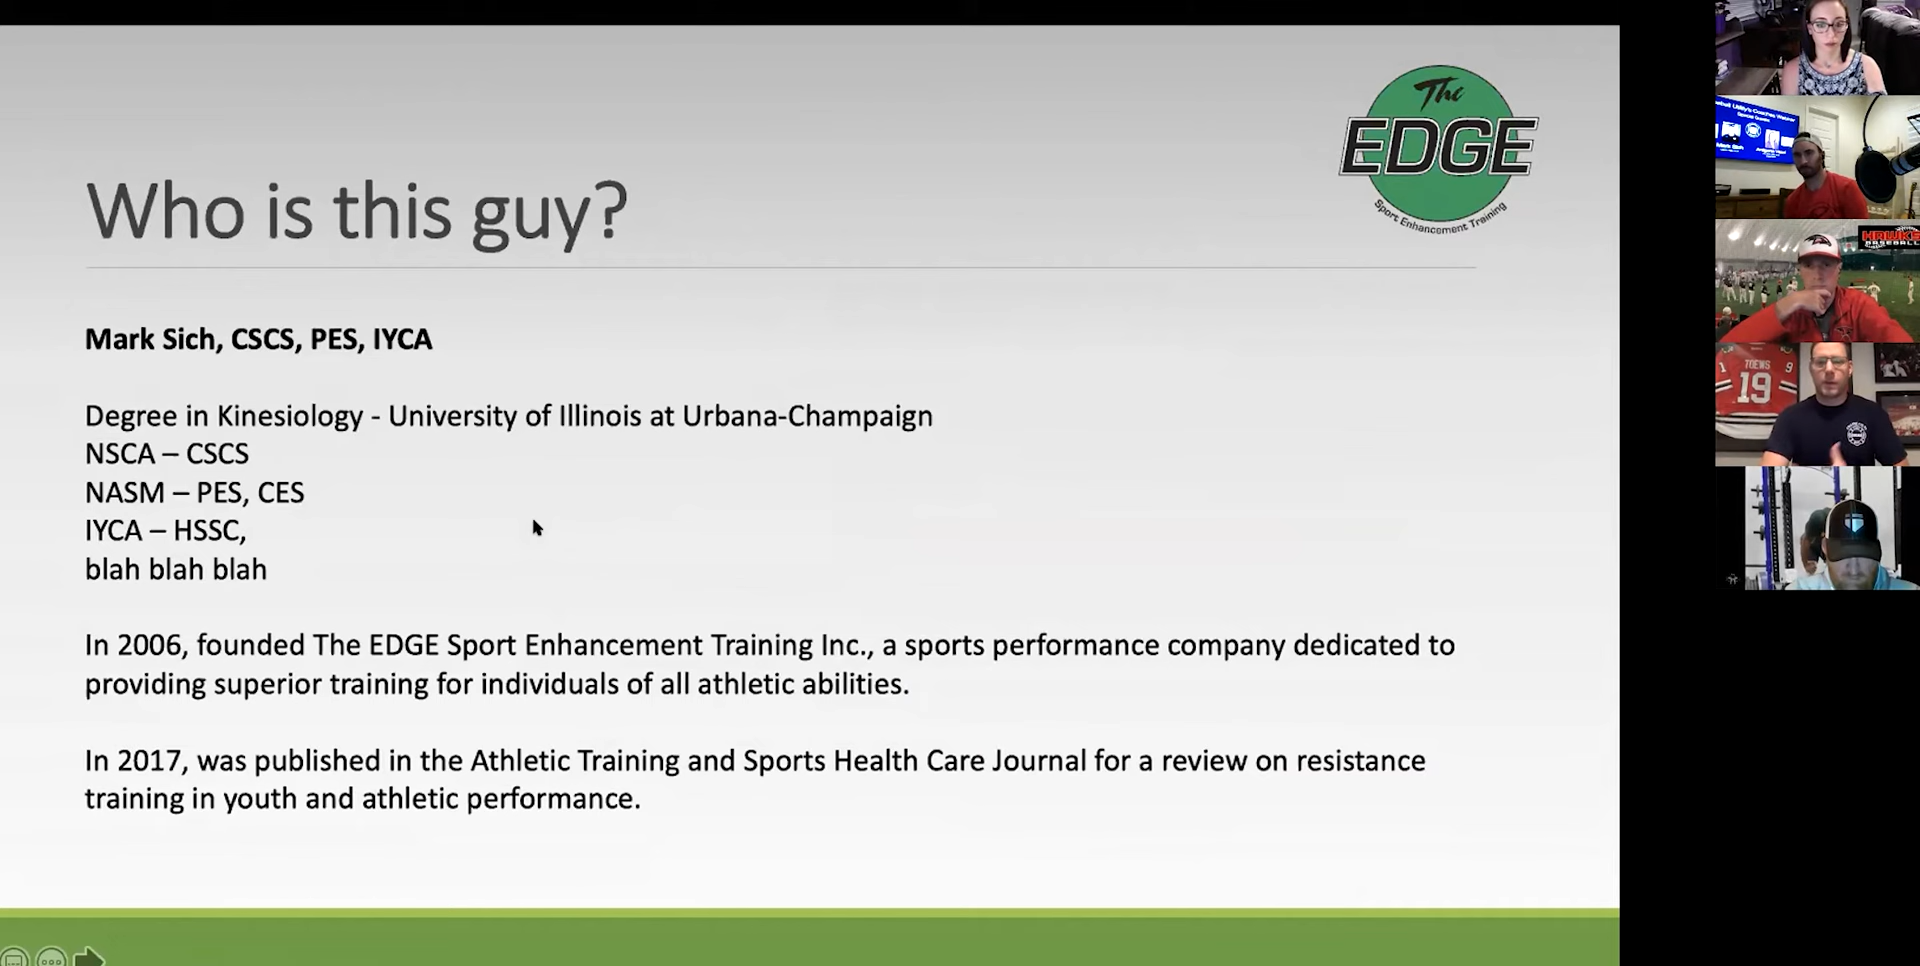 The
EDGE
Sport Enhancement Training
Who is this guy?
Mark Sich, CSCS, PES, IYCA
Degree in Kinesiology - University of Illinois at Urbana-Champaign
NSCA – CSCS
NASM – PES, CES
IYCA – HSSC,
blah blah blah
In 2006, founded The EDGE Sport Enhancement Training Inc., a sports performance company dedicated to
providing superior training for individuals of all athletic abilities.
In 2017, was published in the Athletic Training and Sports Health Care Journal for a review on resistance
training in youth and athletic performance.
HAWKS
BASEBALL
TOEWS
19